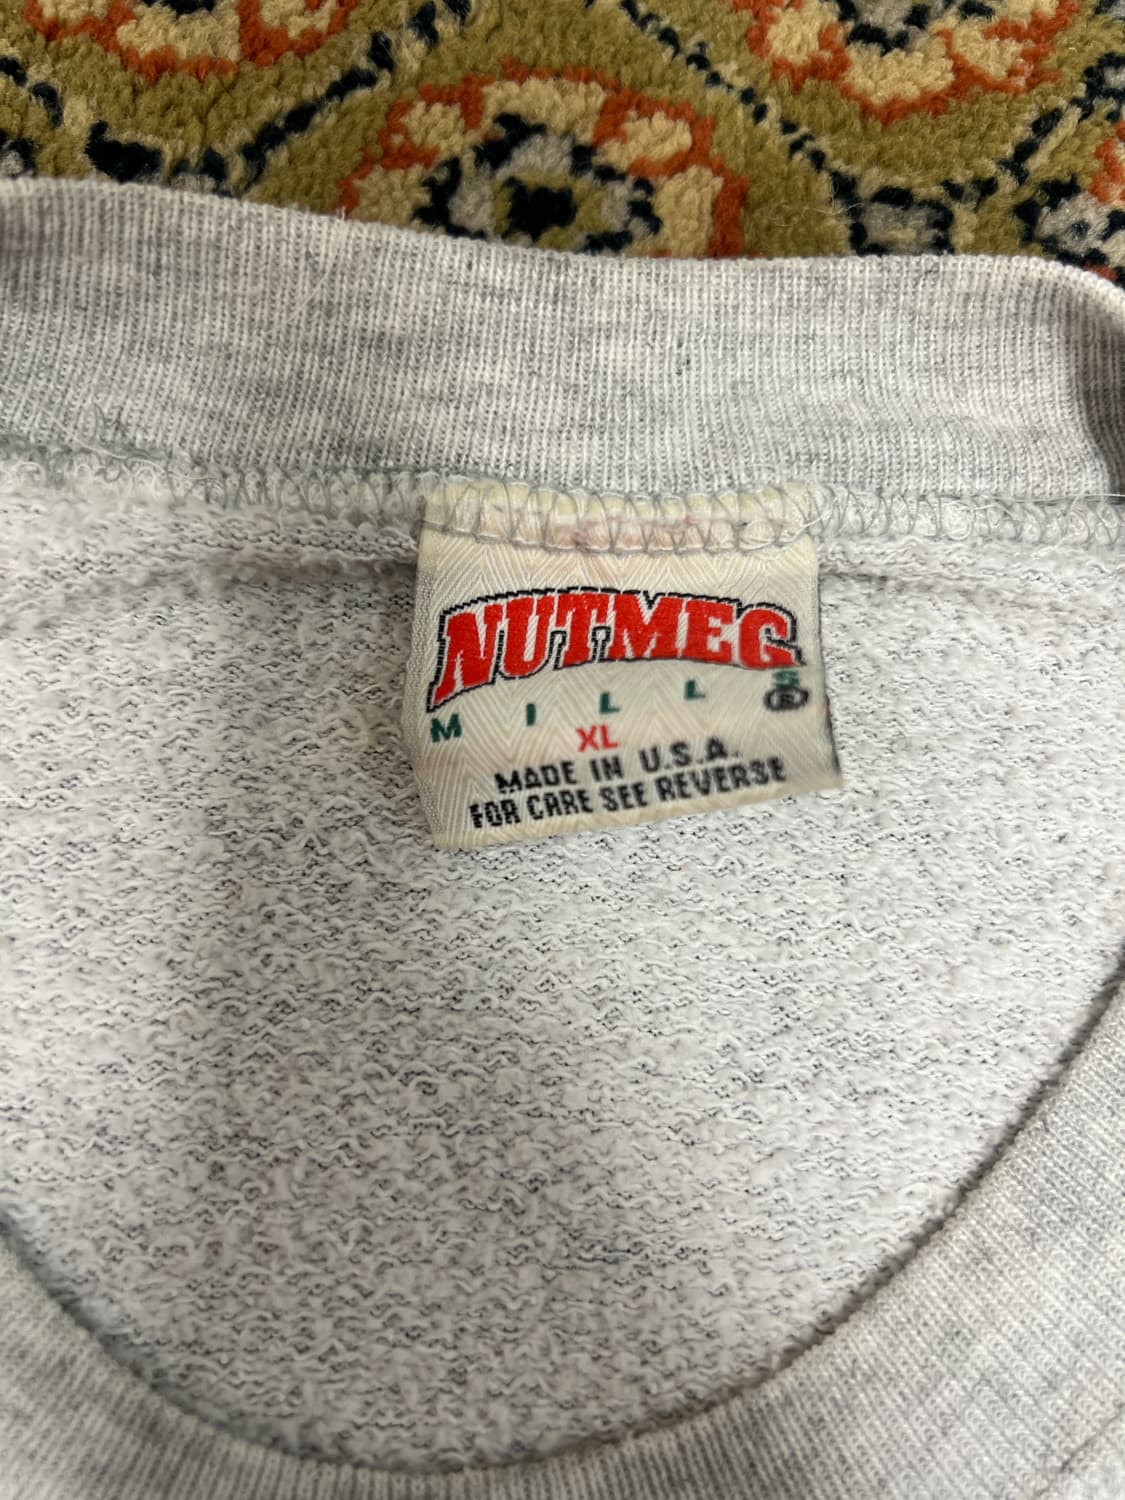 NUTMEG
MILLS ®
XL
MADE IN U.S.A.
FOR CARE SEE REVERSE